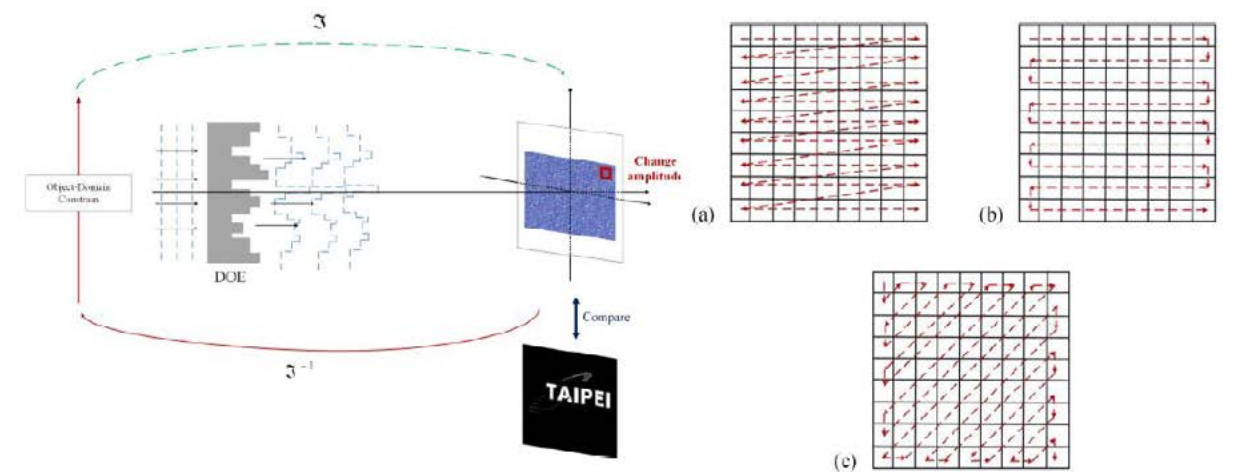 ℑ
Object-Domain
Constrain
DOE
Change
amplitude
Compare
ℑ⁻¹
TAIPEI
(a)
(b)
(c)